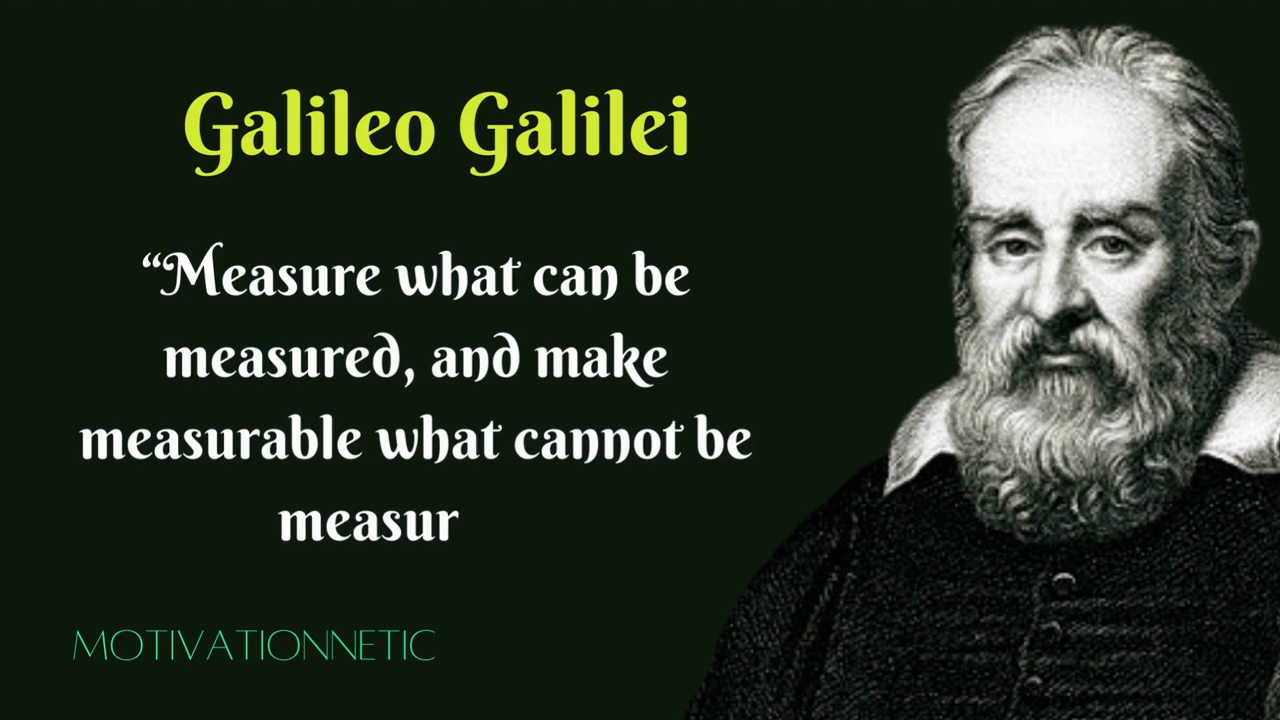 Galileo Galilei
“Measure what can be
measured, and make
measurable what cannot be
measur
MOTIVATIONNETIC